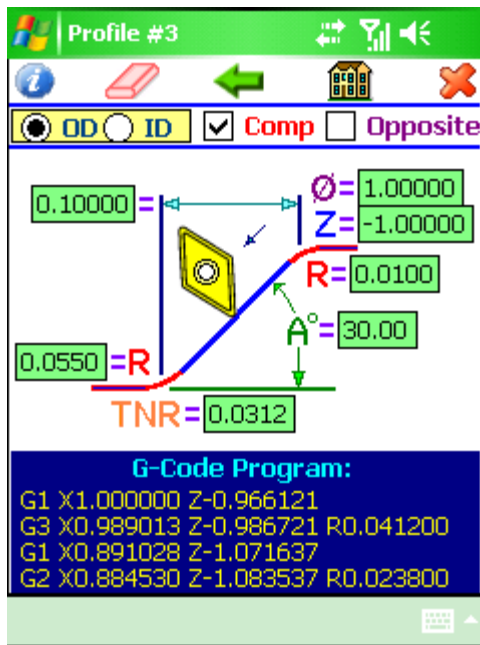 Profile #3
OD ID Comp Opposite
0.10000 = Ø= 1.00000
Z= -1.00000
R= 0.0100
A°= 30.00
0.0550 =R
TNR= 0.0312
G-Code Program:
G1 X1.000000 Z-0.966121
G3 X0.989013 Z-0.986721 R0.041200
G1 X0.891028 Z-1.071637
G2 X0.884530 Z-1.083537 R0.023800